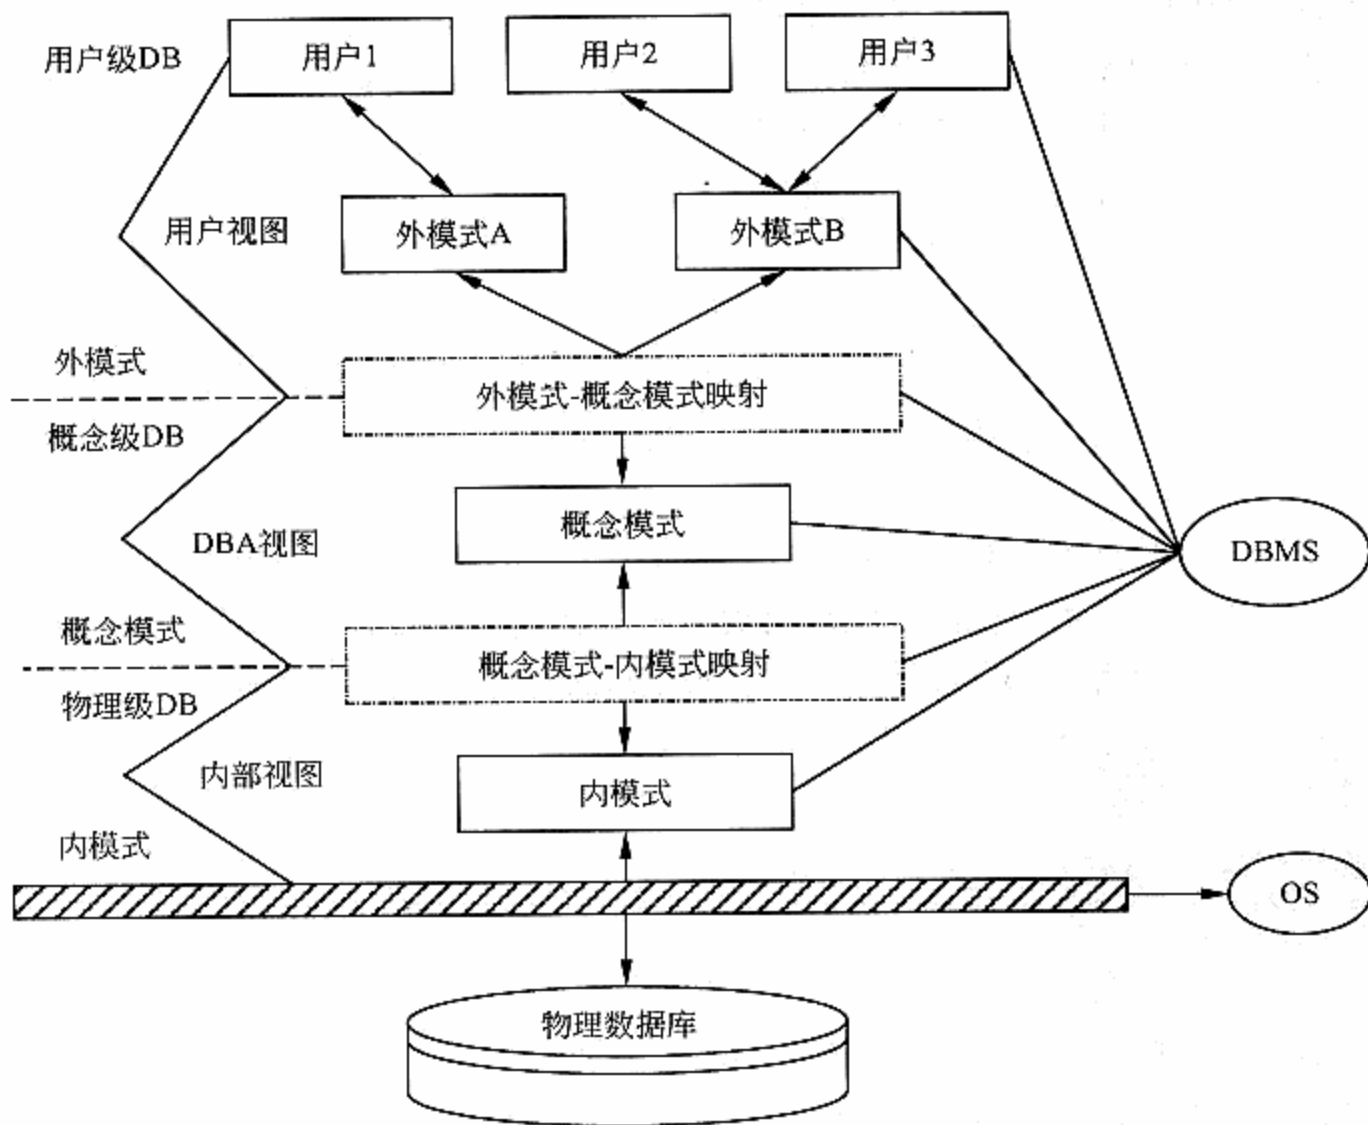 用户级DB
用户1
用户2
用户3
用户视图
外模式A
外模式B
外模式
外模式-概念模式映射
概念级DB
概念模式
DBA视图
DBMS
概念模式
概念模式-内模式映射
物理级DB
内部视图
内模式
内模式
OS
物理数据库